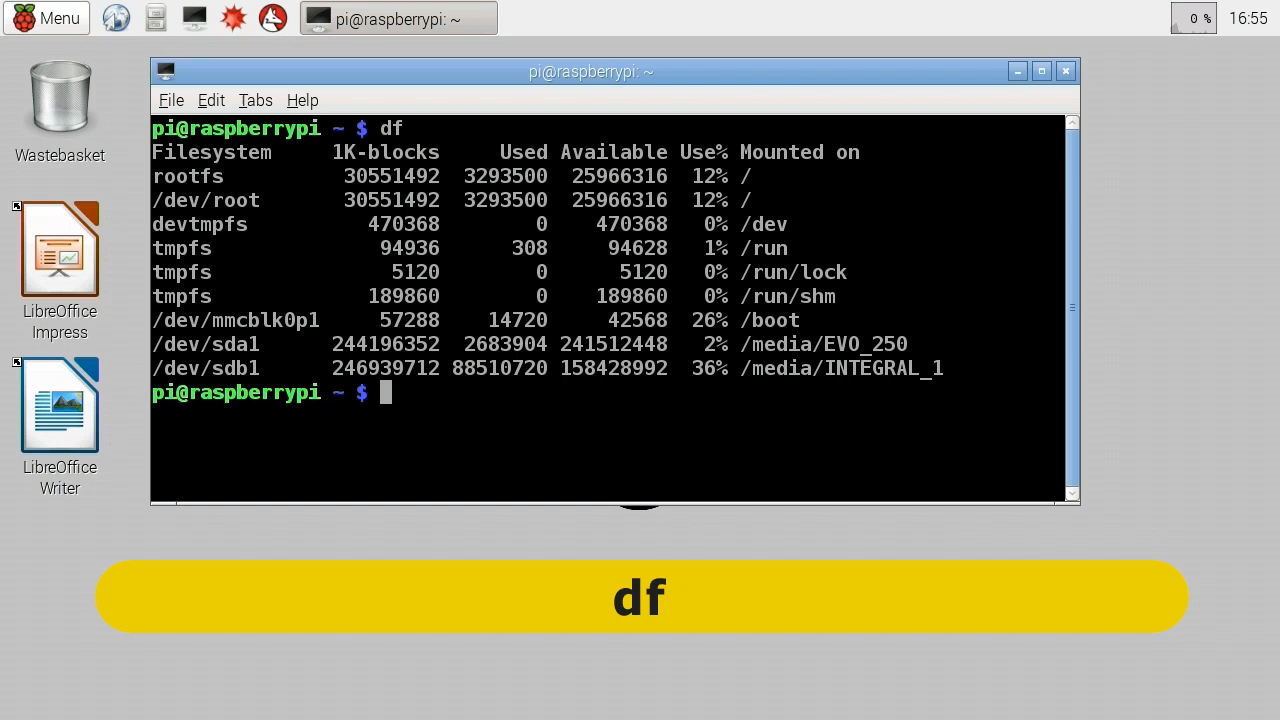 Menu
pi@raspberrypi: ~
0 %
16:55
pi@raspberrypi: ~
File Edit Tabs Help
Wastebasket
LibreOffice
Impress
LibreOffice
Writer
pi@raspberrypi ~ $ df
Filesystem     1K-blocks     Used Available Use% Mounted on
rootfs          30551492  3293500  25966316  12% /
/dev/root       30551492  3293500  25966316  12% /
devtmpfs          470368        0    470368   0% /dev
tmpfs              94936      308     94628   1% /run
tmpfs               5120        0      5120   0% /run/lock
tmpfs             189860        0    189860   0% /run/shm
/dev/mmcblk0p1     57288    14720     42568  26% /boot
/dev/sda1      244196352  2683904 241512448   2% /media/EVO_250
/dev/sdb1      246939712 88510720 158428992  36% /media/INTEGRAL_1
pi@raspberrypi ~ $
df